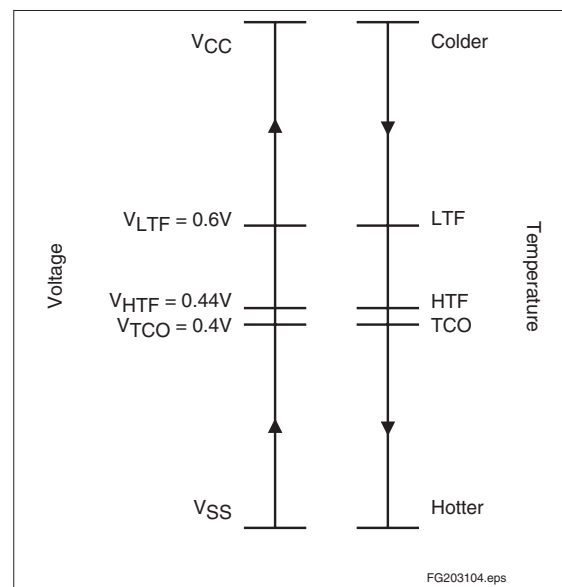 VCC
Colder
VLTF = 0.6V
LTF
Voltage
Temperature
VHTF = 0.44V
HTF
VTCO = 0.4V
TCO
VSS
Hotter
FG203104.eps